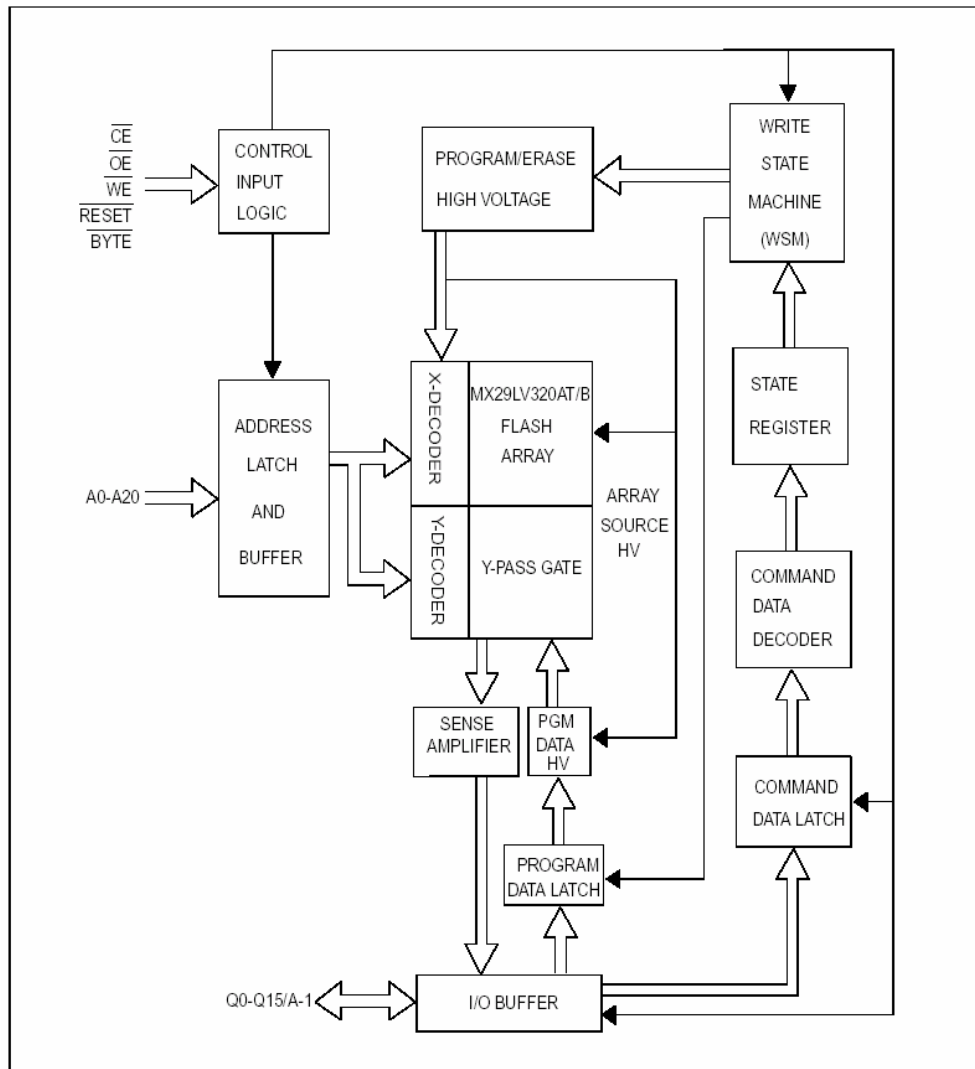 CE
OE
WE
RESET
BYTE
CONTROL
INPUT
LOGIC
PROGRAM/ERASE
HIGH VOLTAGE
WRITE
STATE
MACHINE
(WSM)
A0-A20
ADDRESS
LATCH
AND
BUFFER
X-DECODER
MX29LV320AT/B
FLASH
ARRAY
Y-DECODER
Y-PASS GATE
ARRAY
SOURCE
HV
STATE
REGISTER
COMMAND
DATA
DECODER
SENSE
AMPLIFIER
PGM
DATA
HV
COMMAND
DATA LATCH
PROGRAM
DATA LATCH
Q0-Q15/A-1
I/O BUFFER